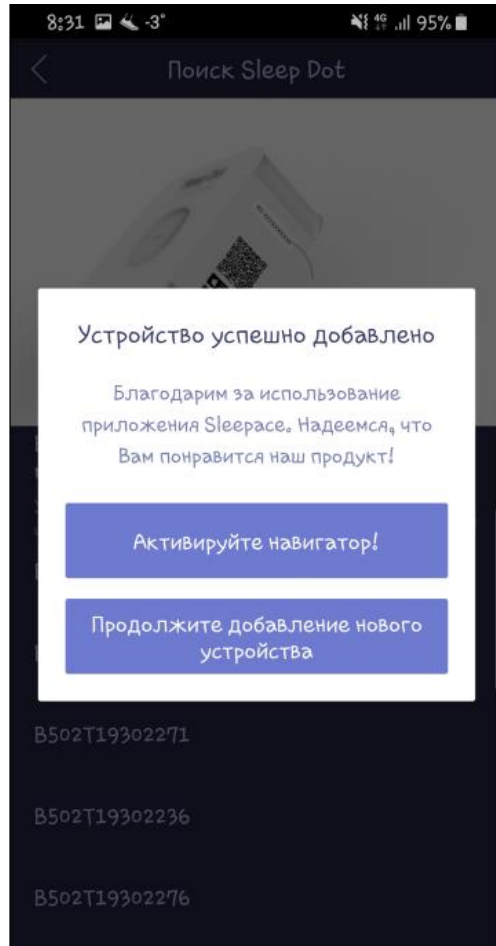 8:31 -3° 4G 95%
Поиск Sleep Dot
Устройство успешно добавлено
Благодарим за использование
приложения Sleepace. Надеемся, что
Вам понравится наш продукт!
Активируйте навигатор!
Продолжите добавление нового
устройства
B502T19302271
B502T19302236
B502T19302276